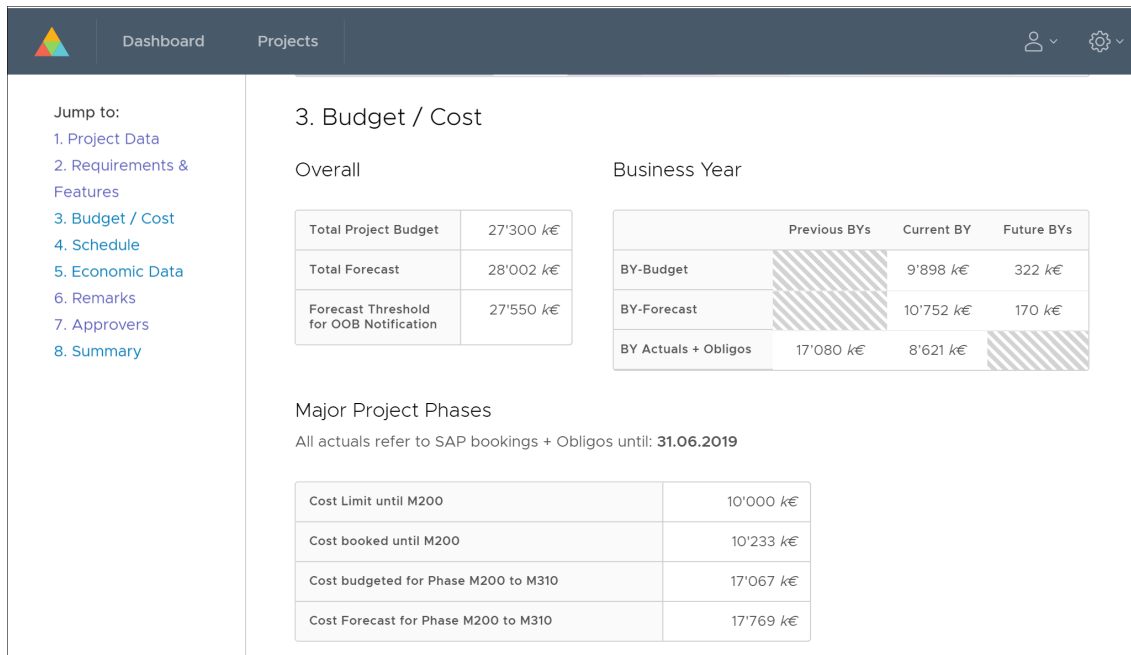 Dashboard Projects
Jump to:
1. Project Data
2. Requirements &
Features
3. Budget / Cost
4. Schedule
5. Economic Data
6. Remarks
7. Approvers
8. Summary
3. Budget / Cost
Overall
Total Project Budget 27'300 k€
Total Forecast 28'002 k€
Forecast Threshold 27'550 k€
for OOB Notification
Business Year
Previous BYs Current BY Future BYs
BY-Budget 9'898 k€ 322 k€
BY-Forecast 10'752 k€ 170 k€
BY Actuals + Obligos 17'080 k€ 8'621 k€
Major Project Phases
All actuals refer to SAP bookings + Obligos until: 31.06.2019
Cost Limit until M200 10'000 k€
Cost booked until M200 10'233 k€
Cost budgeted for Phase M200 to M310 17'067 k€
Cost Forecast for Phase M200 to M310 17'769 k€